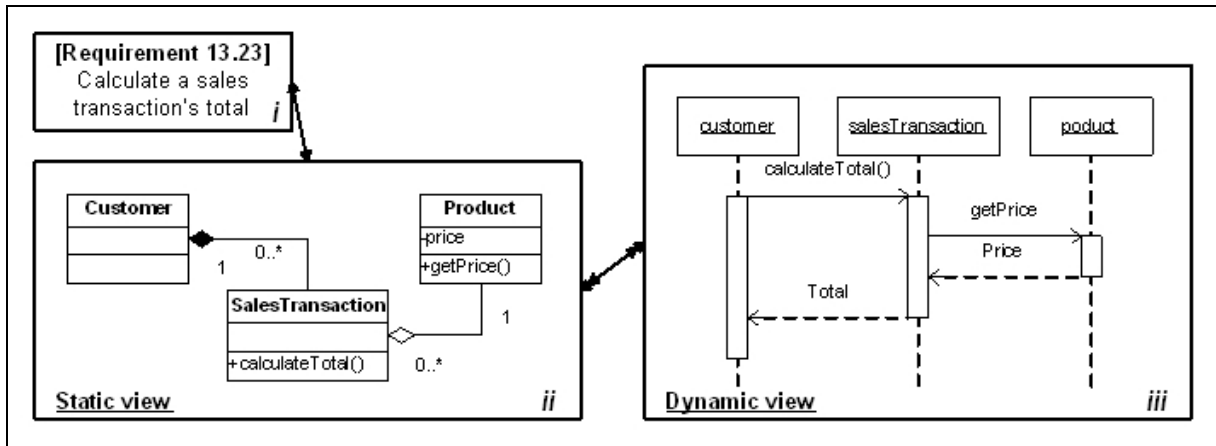 [Requirement 13.23]
Calculate a sales
transaction's total
i
Customer
Product
-price
+getPrice()
0..*
1
SalesTransaction
+calculateTotal()
1
0..*
Static view
ii
customer
salesTransaction
poduct
calculateTotal()
getPrice
Price
Total
Dynamic view
iii